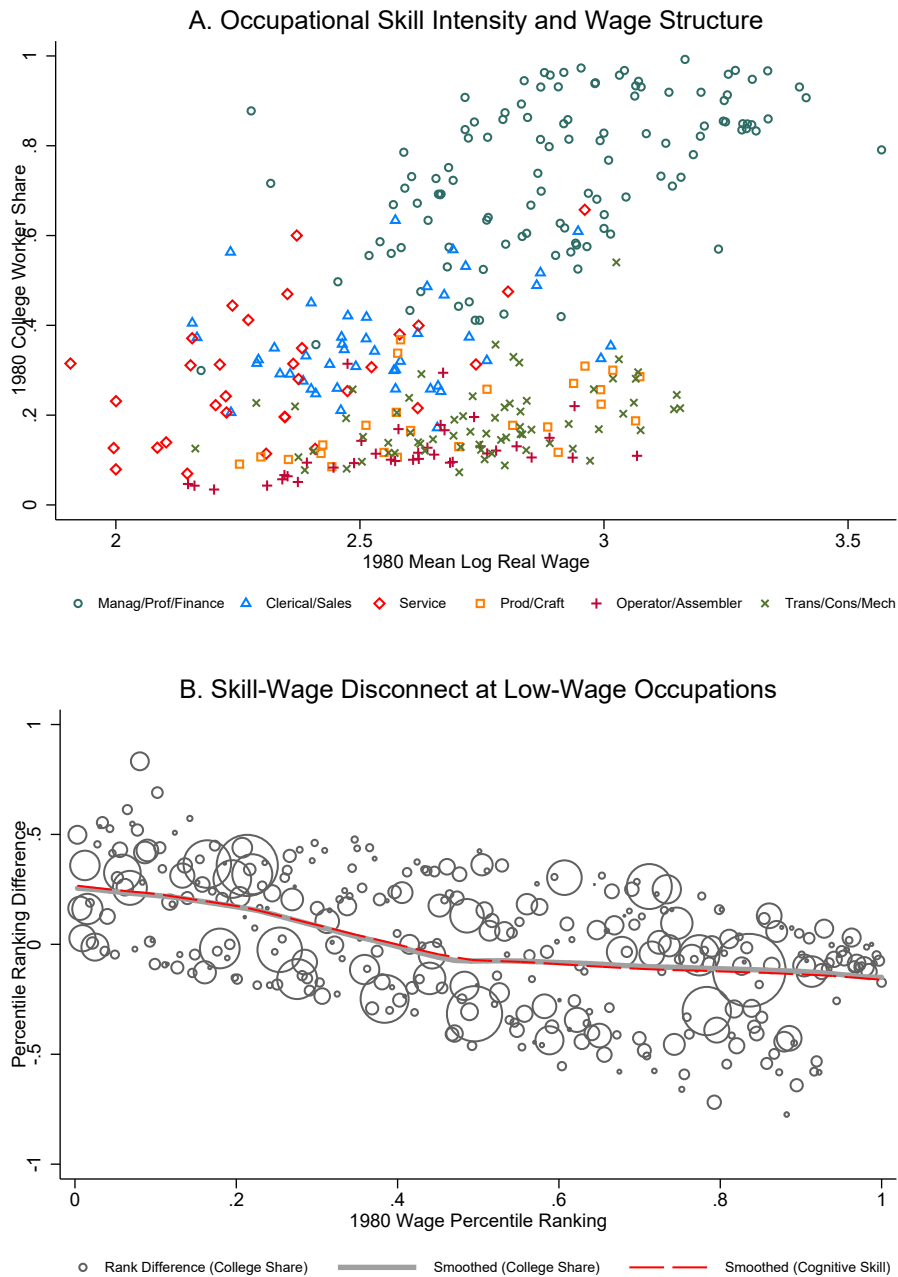 A. Occupational Skill Intensity and Wage Structure
1980 College Worker Share
1
.8
.6
.4
.2
0
2 2.5 3 3.5
1980 Mean Log Real Wage
Manag/Prof/Finance Clerical/Sales Service Prod/Craft Operator/Assembler Trans/Cons/Mech
B. Skill-Wage Disconnect at Low-Wage Occupations
Percentile Ranking Difference
1
.5
0
-.5
-1
0 .2 .4 .6 .8 1
1980 Wage Percentile Ranking
Rank Difference (College Share) Smoothed (College Share) Smoothed (Cognitive Skill)